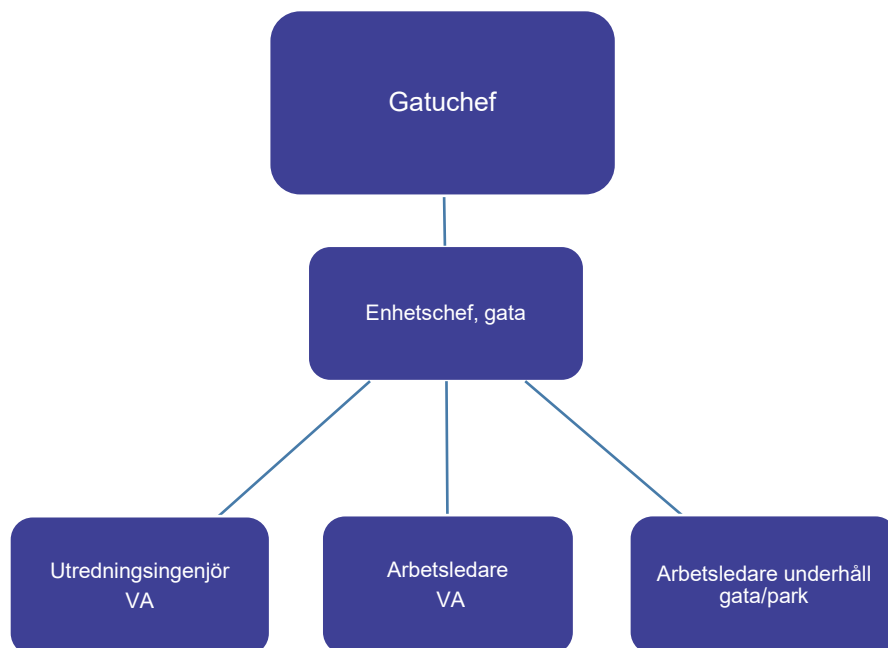 Gatuchef
Enhetschef, gata
Utredningsingenjör
VA
Arbetsledare
VA
Arbetsledare underhåll
gata/park